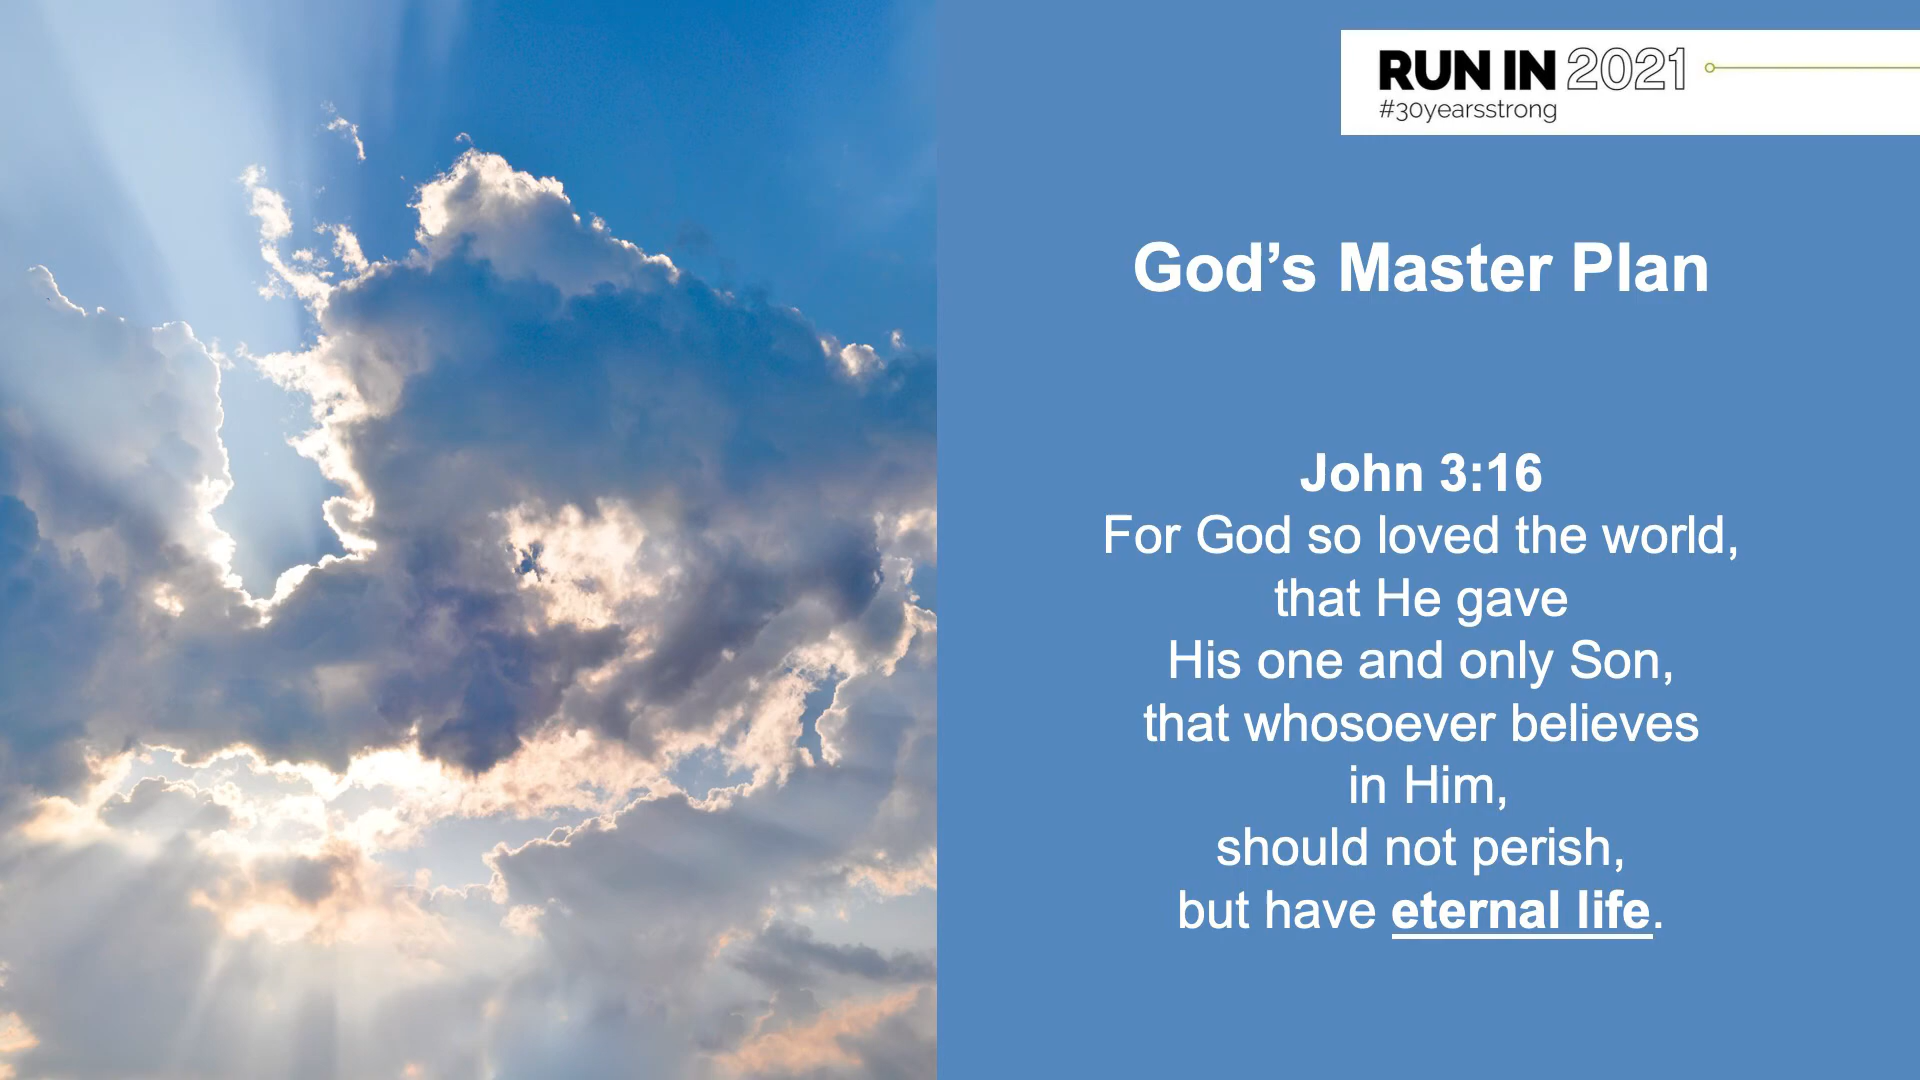 RUN IN 2021
#30yearsstrong
God’s Master Plan
John 3:16
For God so loved the world,
that He gave
His one and only Son,
that whosoever believes
in Him,
should not perish,
but have eternal life.